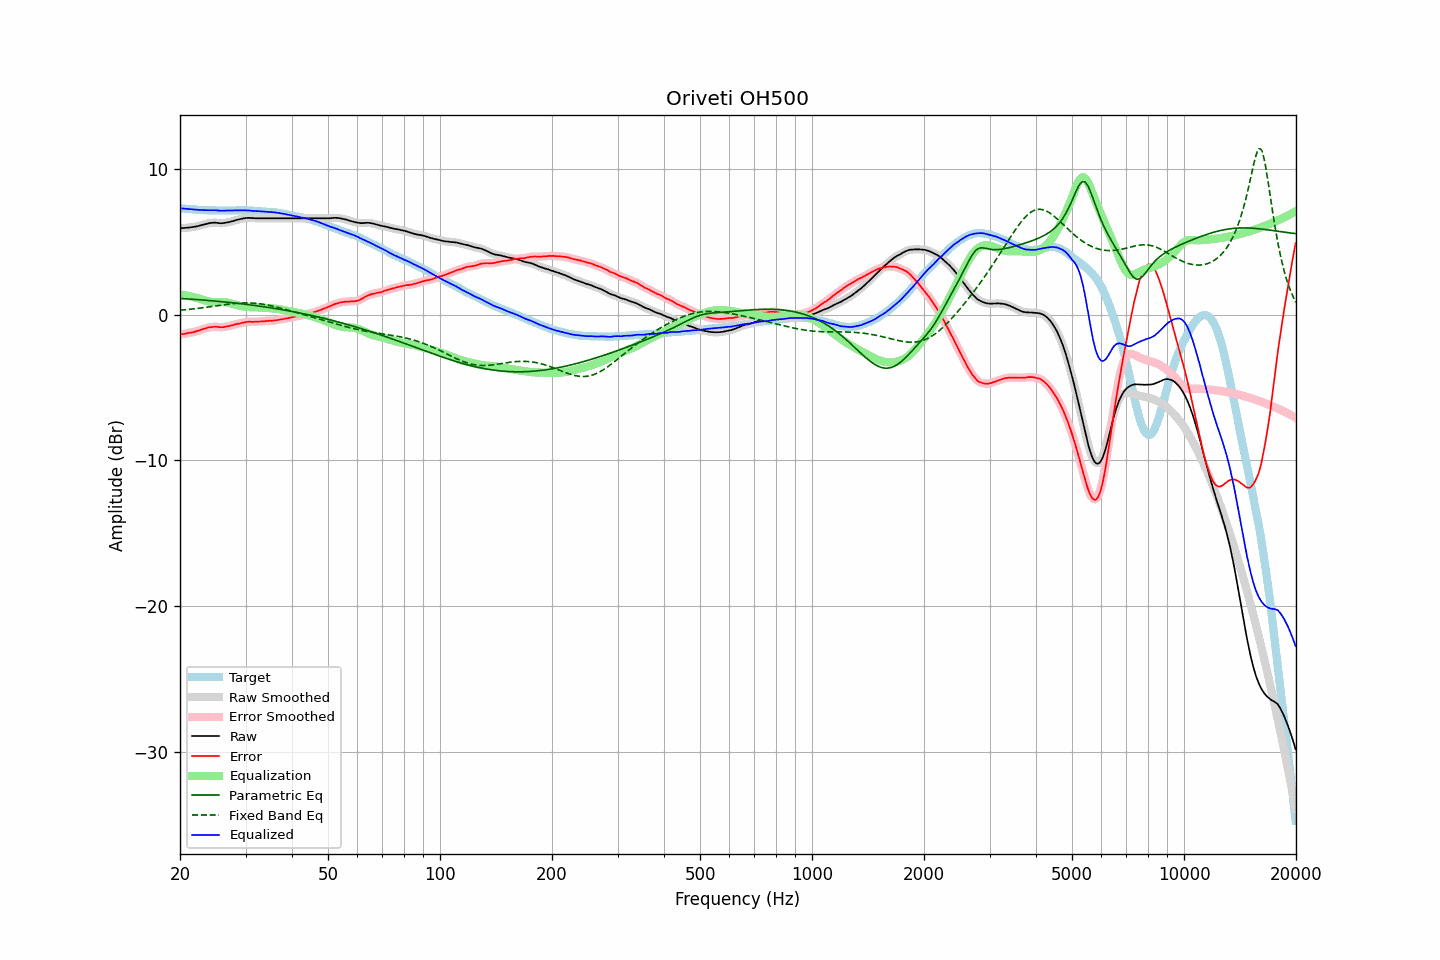 Oriveti OH500
Amplitude (dBr)
10
0
−10
−20
−30
Target
Raw Smoothed
Error Smoothed
Raw
Error
Equalization
Parametric Eq
Fixed Band Eq
Equalized
20 50 100 200 500 1000 2000 5000 10000 20000
Frequency (Hz)